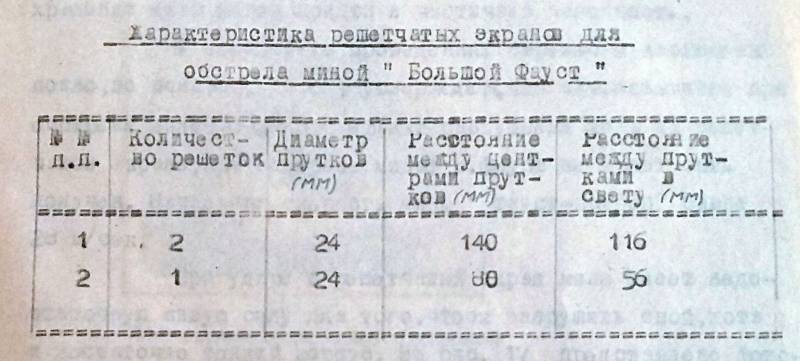 Характеристика решетчатых экранов для
обстрела миной " Большой Фауст "
№ № п.п. Количест-во решеток Диаметр прутков (мм) Расстояние между цент-рами прут-ков (мм) Расстояние между прут-ками в свету (мм)
1 2 24 140 116
2 1 24 80 56